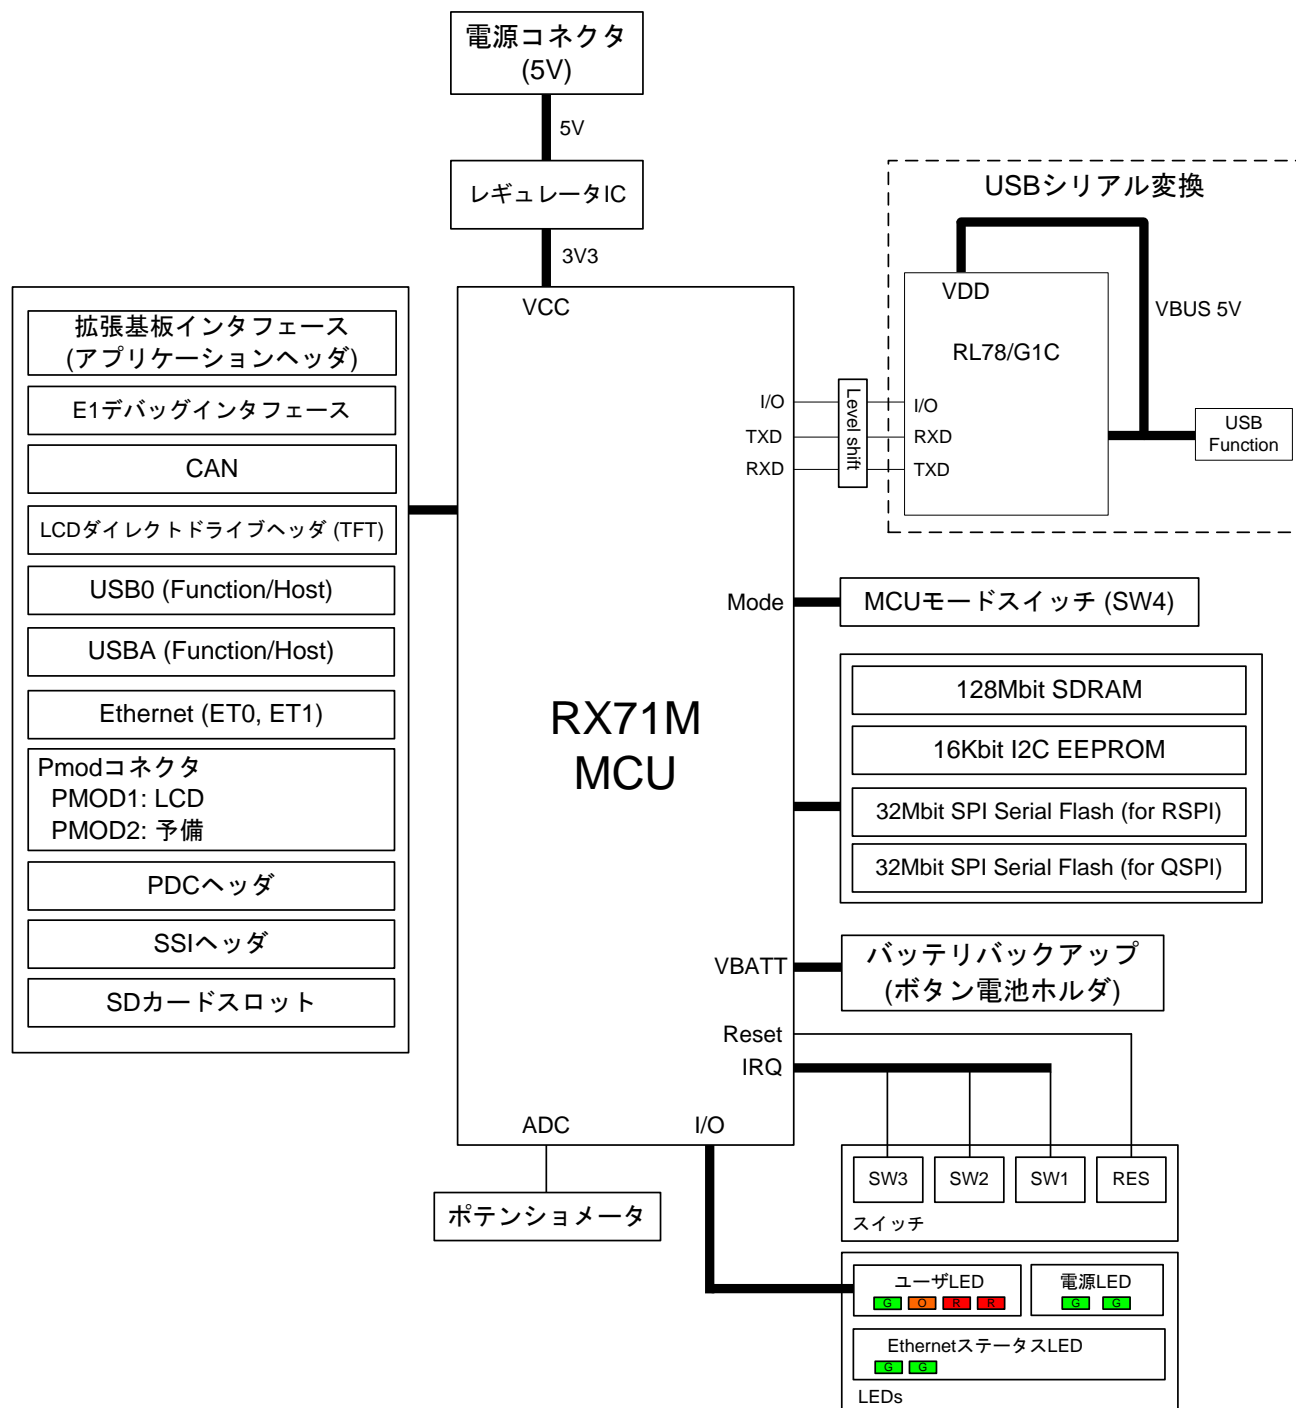 電源コネクタ
(5V)
5V
レギュレータIC
3V3
VCC
拡張基板インタフェース
(アプリケーションヘッダ)
E1デバッグインタフェース
CAN
LCDダイレクトドライブヘッダ (TFT)
USB0 (Function/Host)
USBA (Function/Host)
Ethernet (ET0, ET1)
Pmodコネクタ
PMOD1: LCD
PMOD2: 予備
PDCヘッダ
SSIヘッダ
SDカードスロット
RX71M
MCU
I/O
TXD
RXD
Level shift
USBシリアル変換
VDD
RL78/G1C
I/O
RXD
TXD
VBUS 5V
USB
Function
Mode
MCUモードスイッチ (SW4)
128Mbit SDRAM
16Kbit I2C EEPROM
32Mbit SPI Serial Flash (for RSPI)
32Mbit SPI Serial Flash (for QSPI)
VBATT
バッテリバックアップ
(ボタン電池ホルダ)
Reset
IRQ
ADC
I/O
ポテンショメータ
SW3
SW2
SW1
RES
スイッチ
ユーザLED
G O R R
電源LED
G G
EthernetステータスLED
G G
LEDs